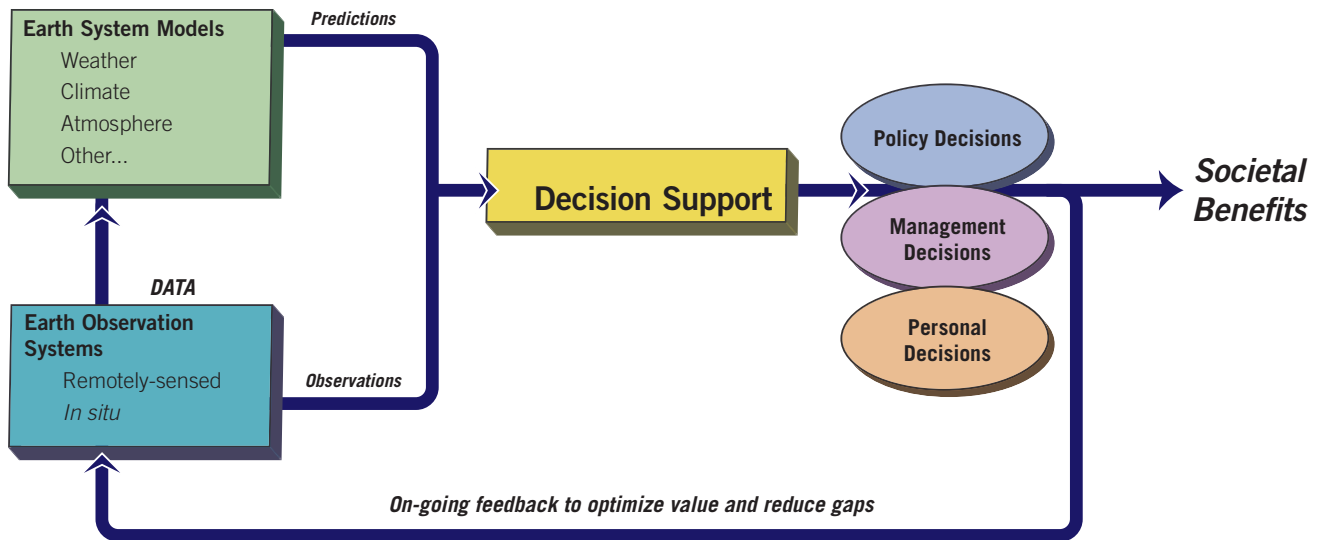 Earth System Models
Weather
Climate
Atmosphere
Other...
Predictions
DATA
Earth Observation
Systems
Remotely-sensed
In situ
Observations
Decision Support
Policy Decisions
Management
Decisions
Personal
Decisions
Societal
Benefits
On-going feedback to optimize value and reduce gaps